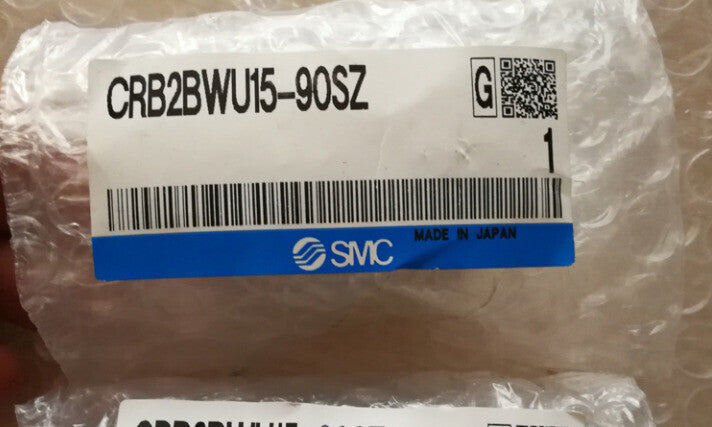 CRB2BWU15-90SZ
G
1
MADE IN JAPAN
SMC